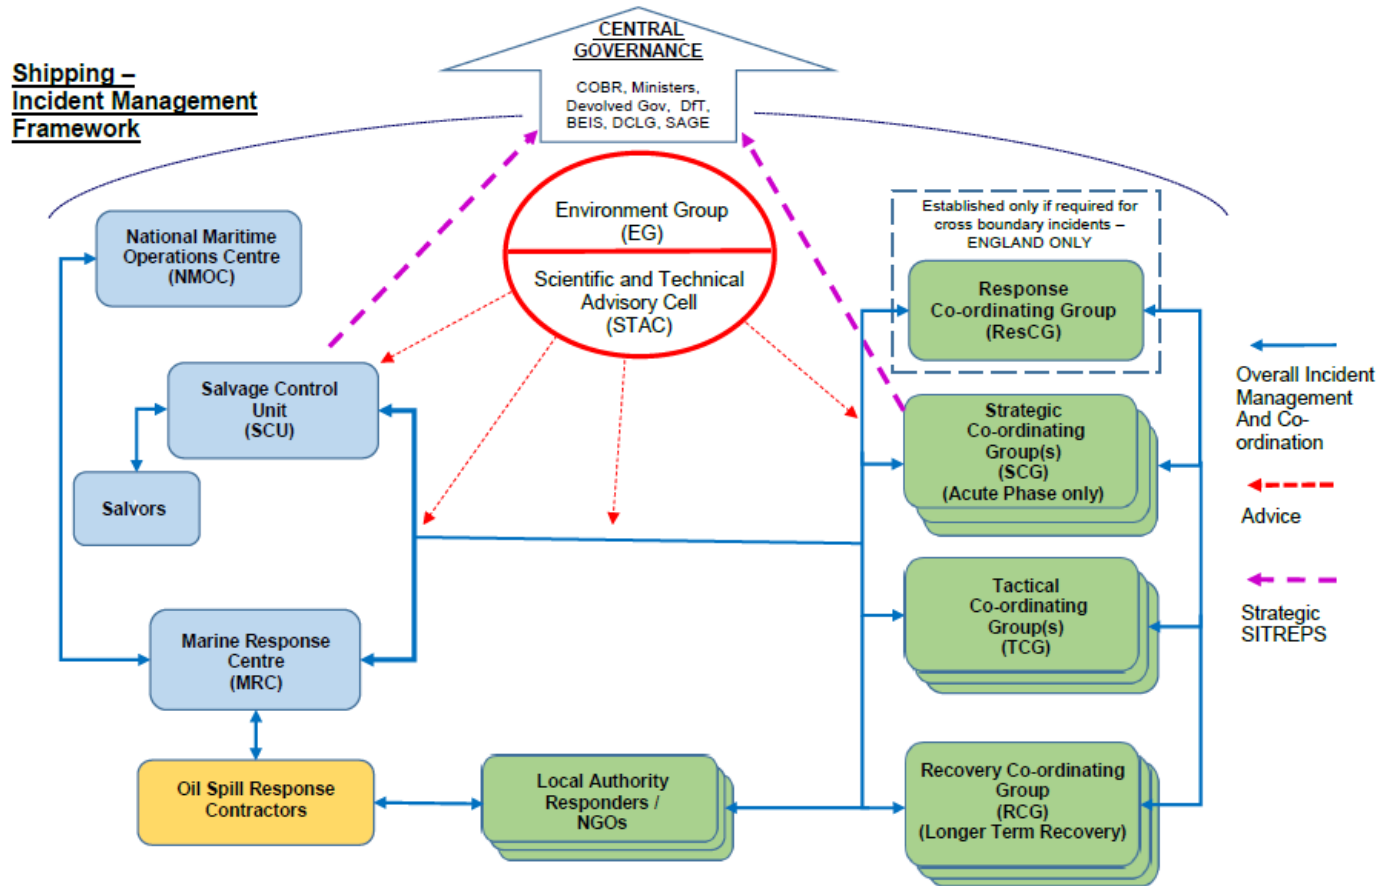 Shipping –
Incident Management
Framework
CENTRAL
GOVERNANCE
COBR, Ministers,
Devolved Gov, DfT,
BEIS, DCLG, SAGE
Environment Group
(EG)
Scientific and Technical
Advisory Cell
(STAC)
National Maritime
Operations Centre
(NMOC)
Salvage Control
Unit
(SCU)
Salvors
Marine Response
Centre
(MRC)
Oil Spill Response
Contractors
Local Authority
Responders /
NGOs
Established only if required for
cross boundary incidents –
ENGLAND ONLY
Response
Co-ordinating Group
(ResCG)
Strategic
Co-ordinating
Group(s)
(SCG)
(Acute Phase only)
Tactical
Co-ordinating
Group(s)
(TCG)
Recovery Co-ordinating
Group
(RCG)
(Longer Term Recovery)
Overall Incident
Management
And Co-
ordination
Advice
Strategic
SITREPS